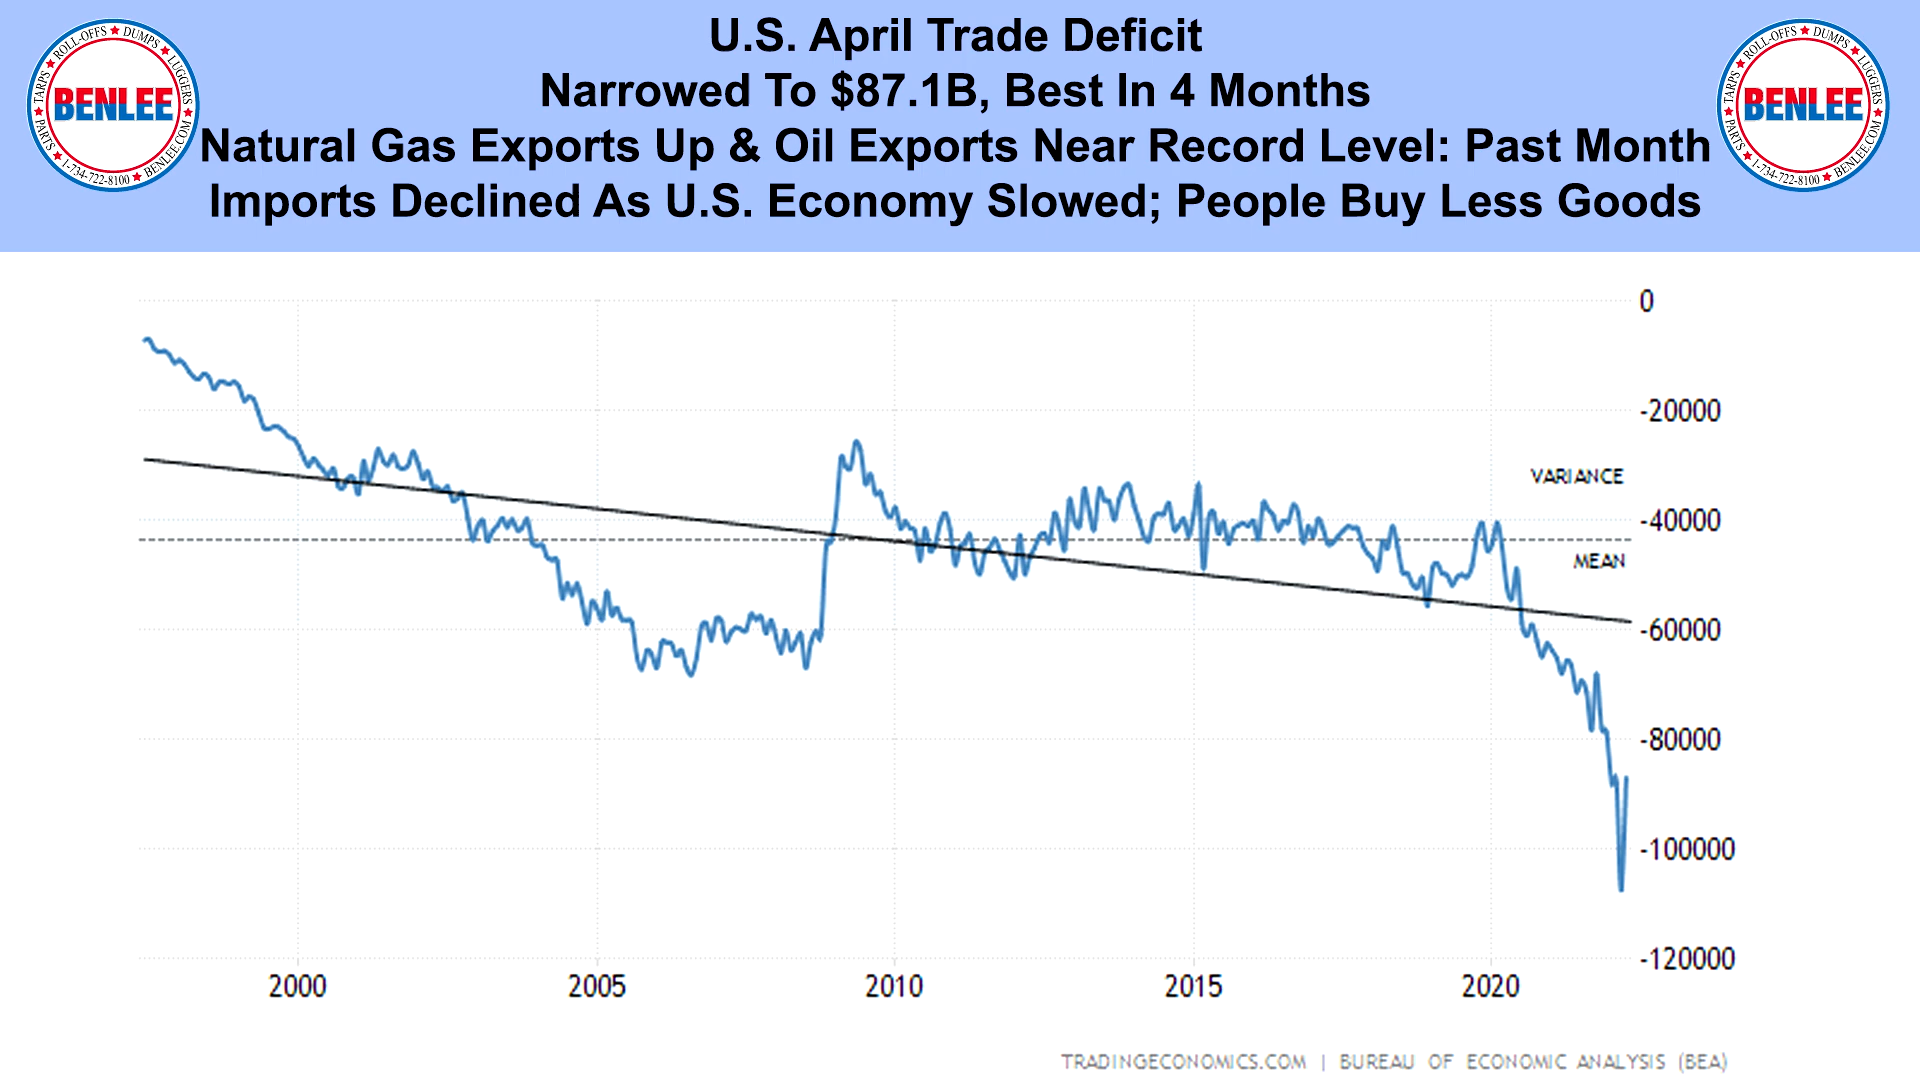 U.S. April Trade Deficit
Narrowed To $87.1B, Best In 4 Months
Natural Gas Exports Up & Oil Exports Near Record Level: Past Month
Imports Declined As U.S. Economy Slowed; People Buy Less Goods
TARPS ★ ROLL-OFFS ★ DUMPS ★ LUGGERS ★
BENLEE
PARTS ★ 1-734-722-8100 ★ BENLEE.COM ★
TARPS ★ ROLL-OFFS ★ DUMPS ★ LUGGERS ★
BENLEE
PARTS ★ 1-734-722-8100 ★ BENLEE.COM ★
0
-20000
VARIANCE
-40000
MEAN
-60000
-80000
-100000
-120000
2000 2005 2010 2015 2020
TRADINGECONOMICS.COM | BUREAU OF ECONOMIC ANALYSIS (BEA)